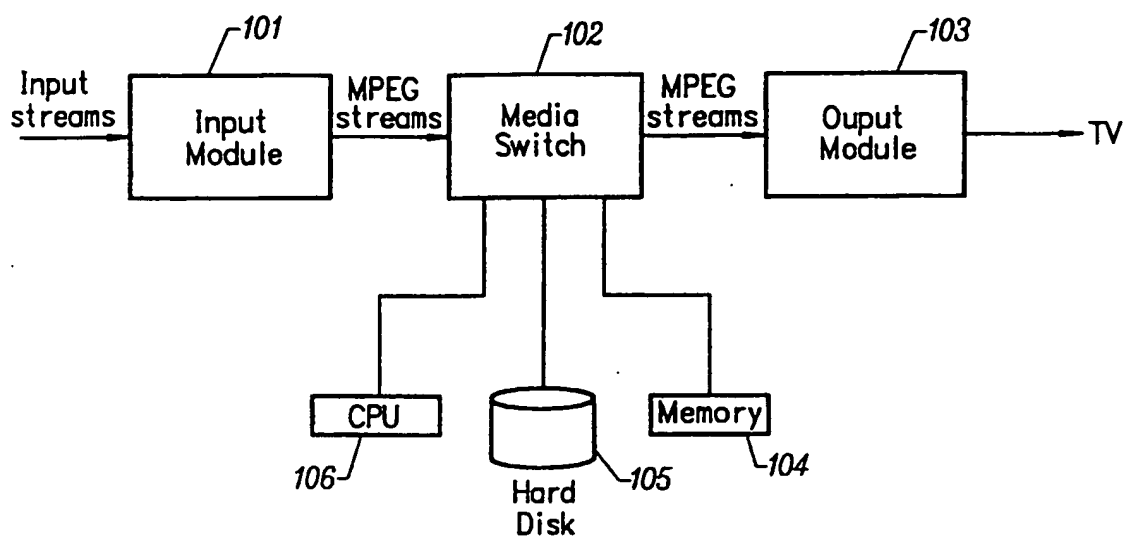 101
102
103
Input
streams
Input
Module
MPEG
streams
Media
Switch
MPEG
streams
Ouput
Module
TV
CPU
106
105
Hard
Disk
Memory
104